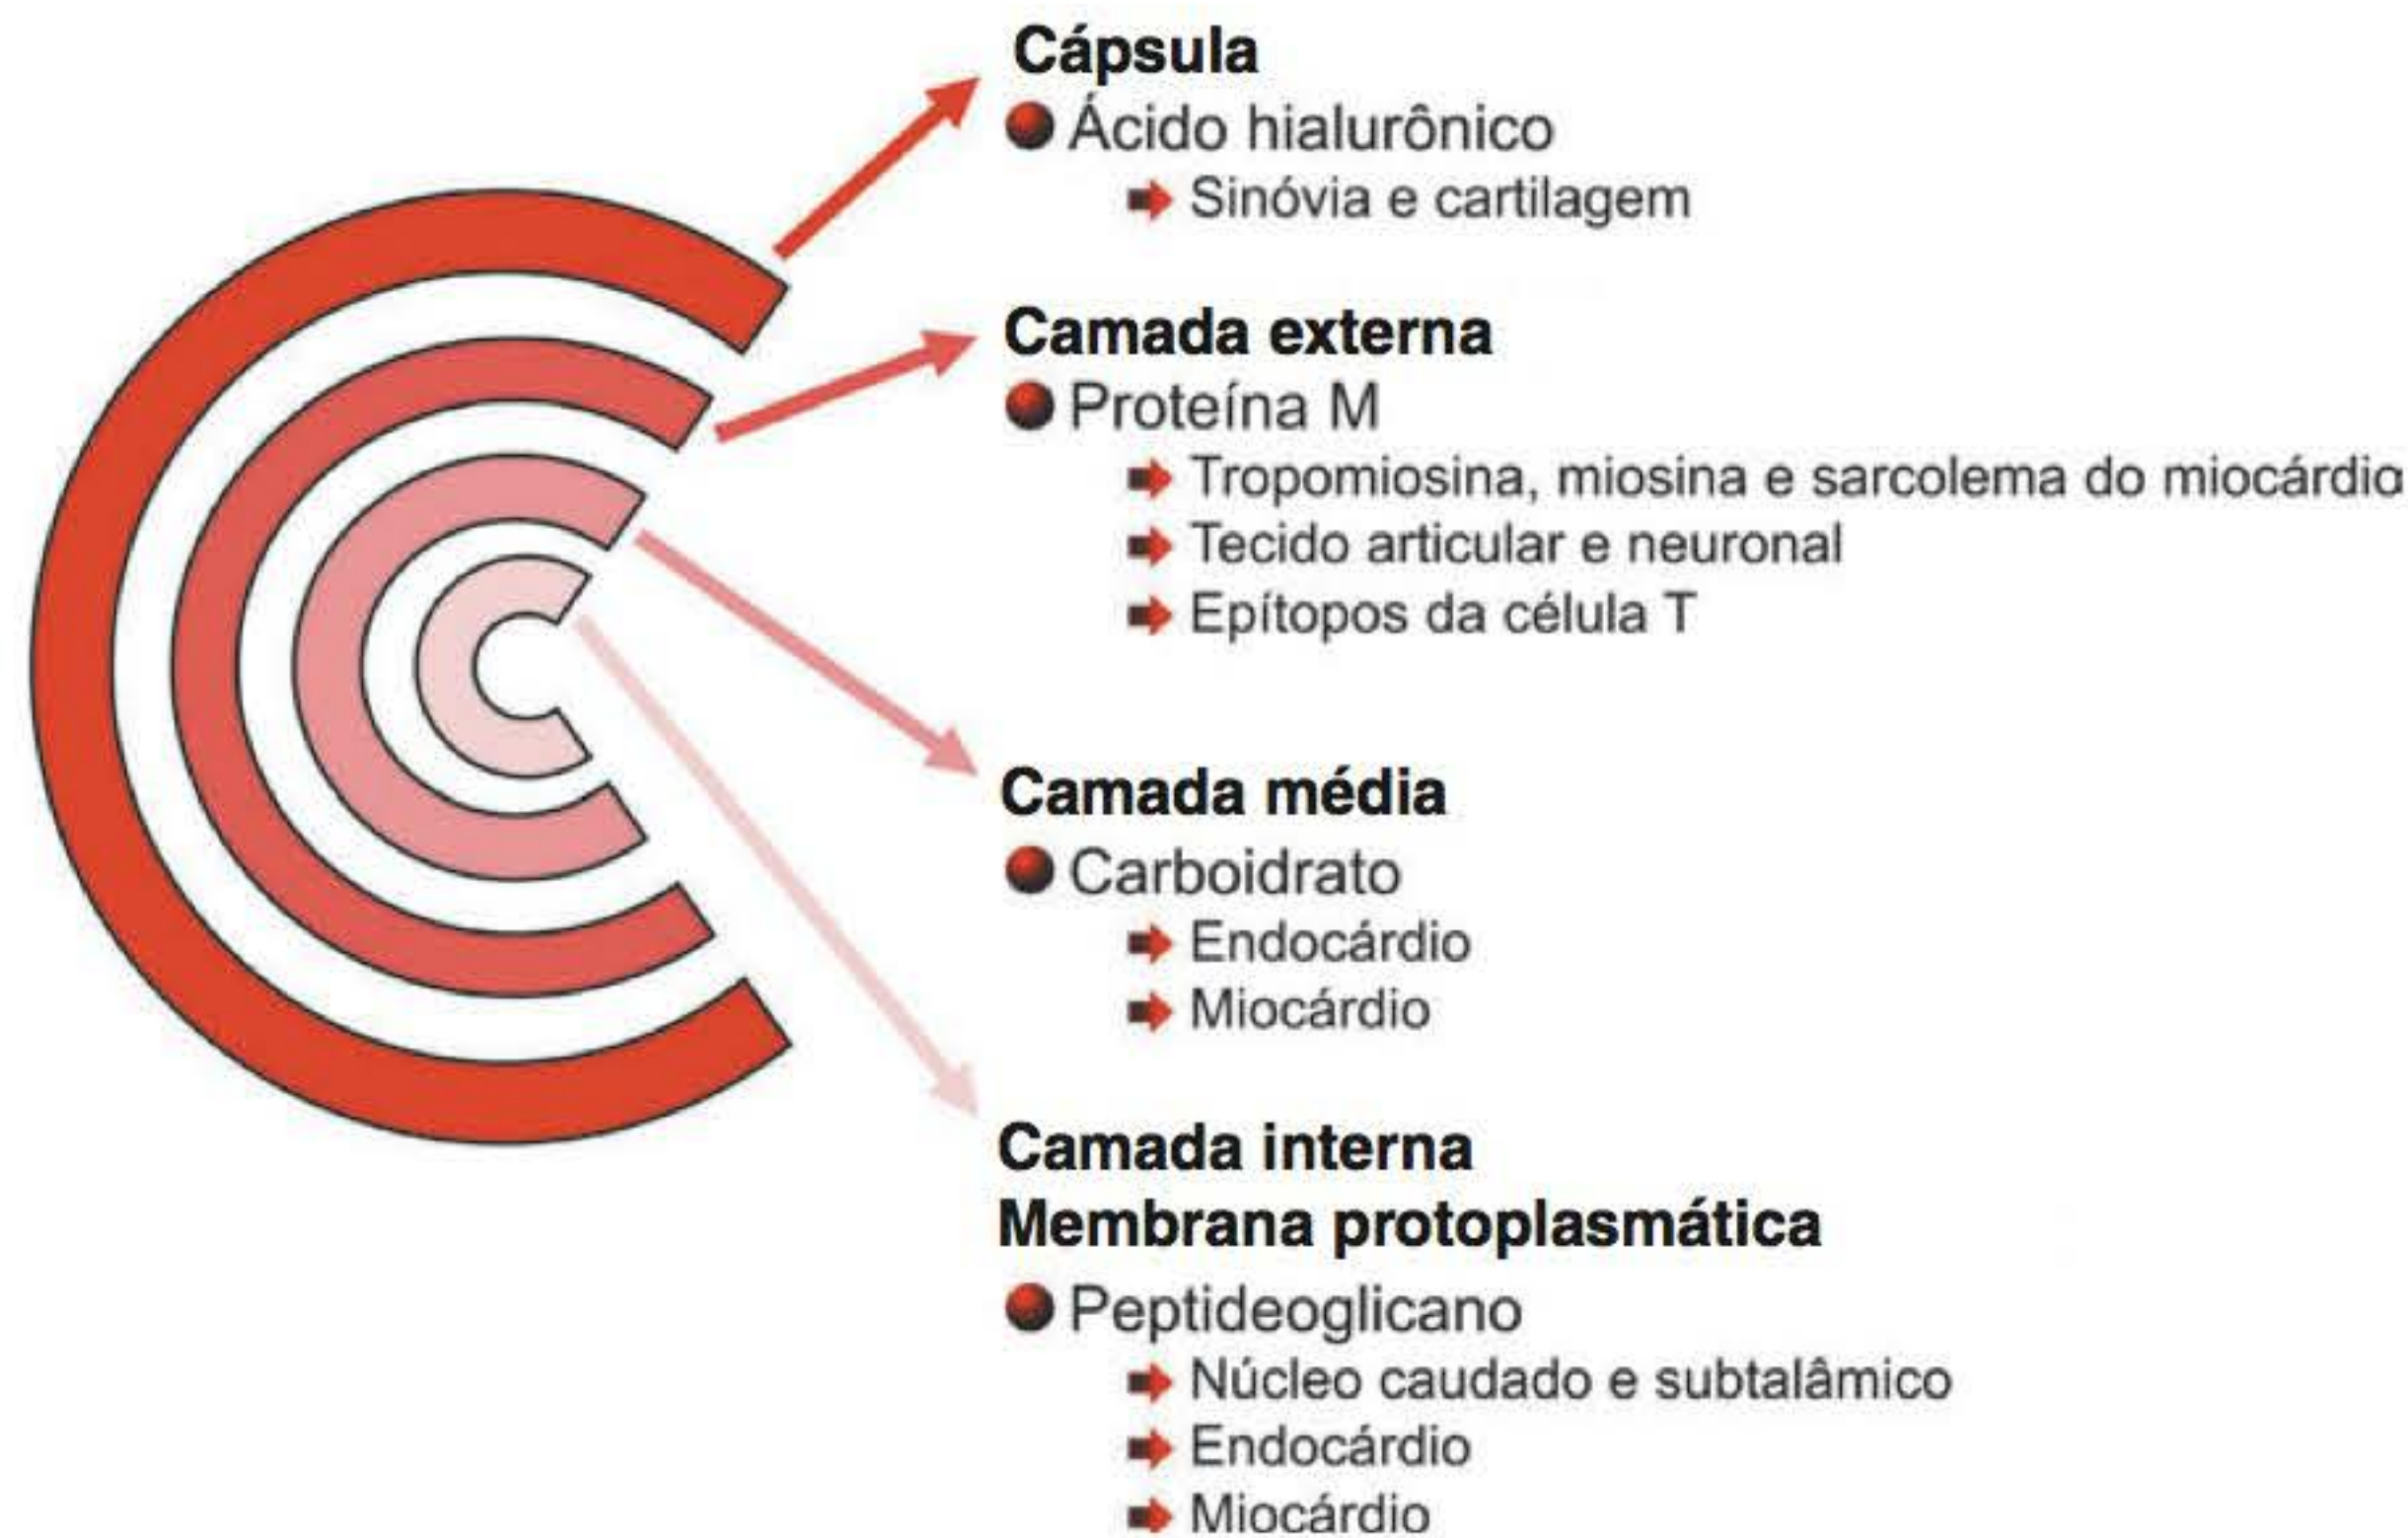 Cápsula
Ácido hialurônico
Sinóvia e cartilagem
Camada externa
Proteína M
Tropomiosina, miosina e sarcolema do miocárdio
Tecido articular e neuronal
Epítopos da célula T
Camada média
Carboidrato
Endocárdio
Miocárdio
Camada interna
Membrana protoplasmática
Peptideoglicano
Núcleo caudado e subtalâmico
Endocárdio
Miocárdio